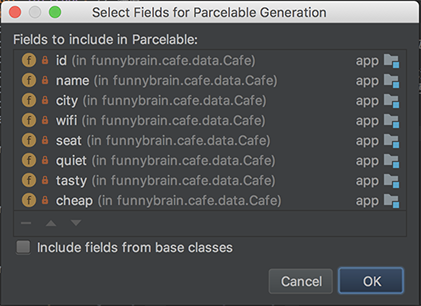 Select Fields for Parcelable Generation
Fields to include in Parcelable:
f id (in funnybrain.cafe.data.Cafe) app
f name (in funnybrain.cafe.data.Cafe) app
f city (in funnybrain.cafe.data.Cafe) app
f wifi (in funnybrain.cafe.data.Cafe) app
f seat (in funnybrain.cafe.data.Cafe) app
f quiet (in funnybrain.cafe.data.Cafe) app
f tasty (in funnybrain.cafe.data.Cafe) app
f cheap (in funnybrain.cafe.data.Cafe) app
Include fields from base classes
Cancel OK